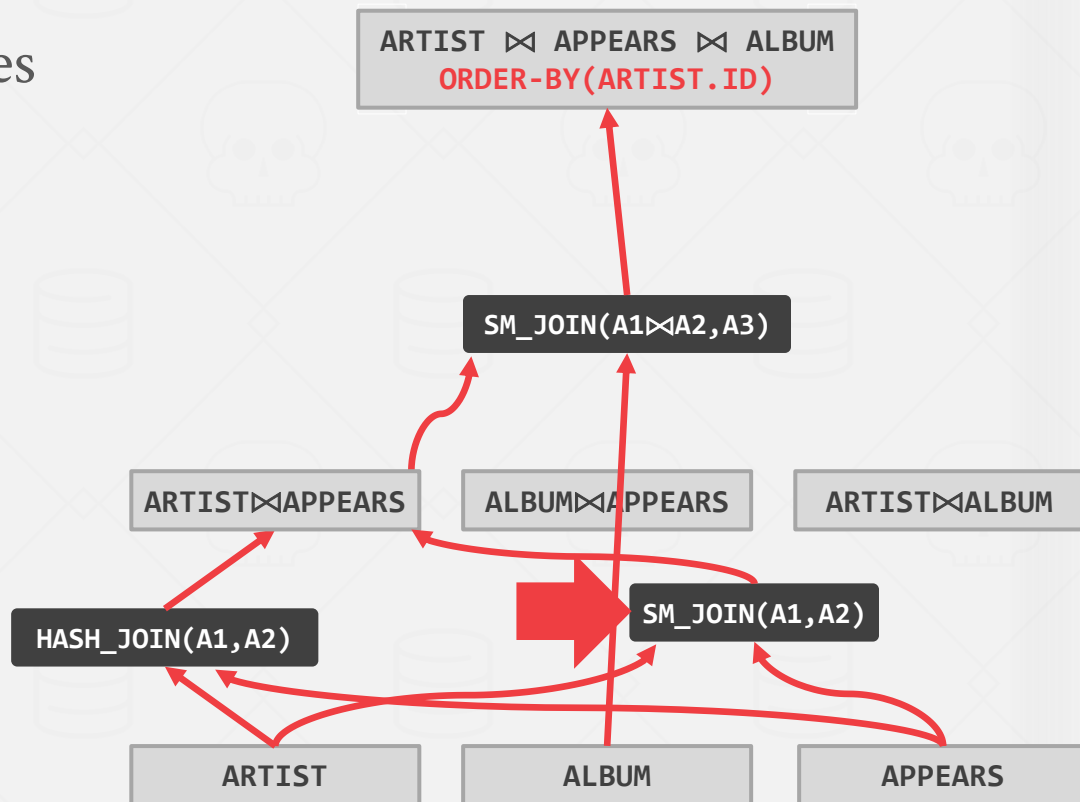 es
ARTIST ⋈ APPEARS ⋈ ALBUM
ORDER-BY(ARTIST.ID)
SM_JOIN(A1⋈A2,A3)
ARTIST⋈APPEARS
ALBUM⋈APPEARS
ARTIST⋈ALBUM
HASH_JOIN(A1,A2)
SM_JOIN(A1,A2)
ARTIST
ALBUM
APPEARS